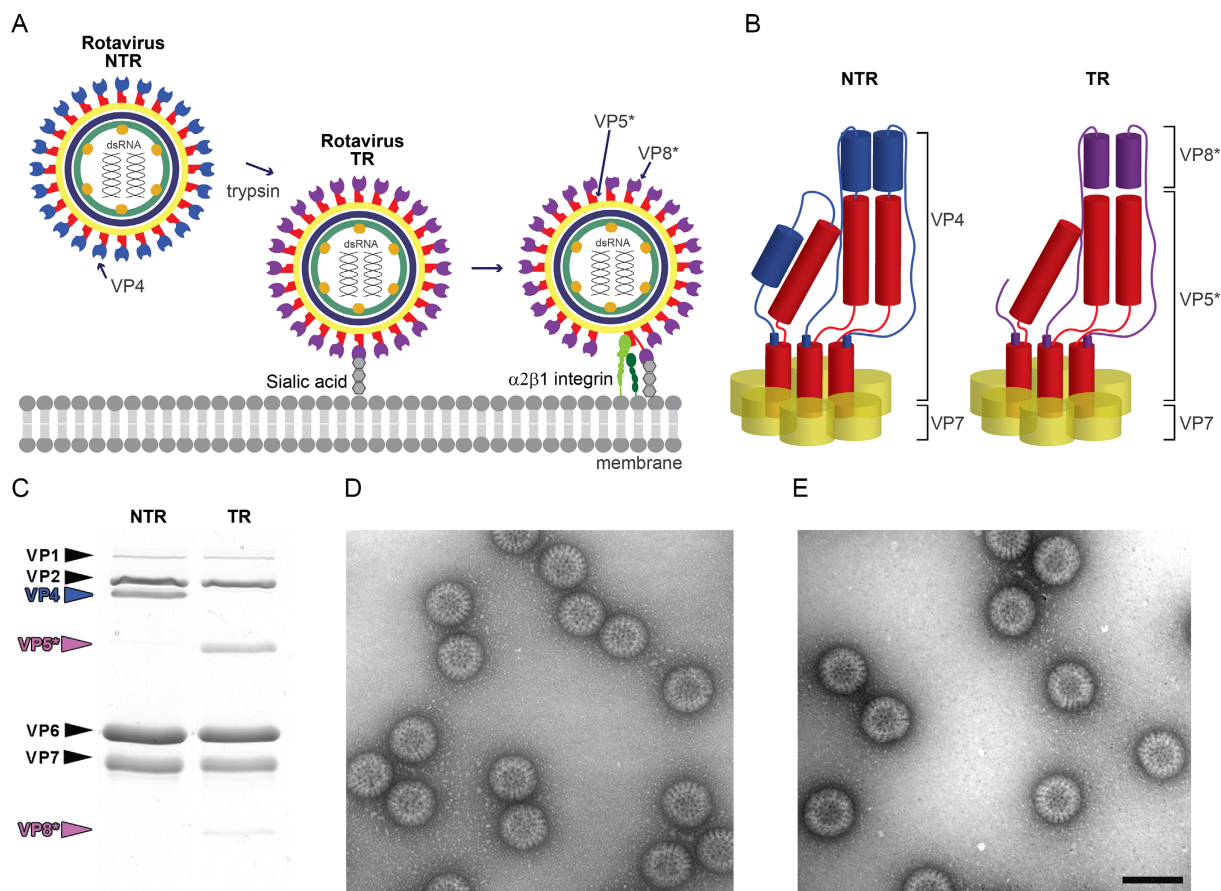 A
Rotavirus
NTR
dsRNA
VP4
trypsin
Rotavirus
TR
dsRNA
Sialic acid
VP5*
VP8*
dsRNA
α2β1 integrin
membrane
B
NTR
TR
VP4
VP7
VP8*
VP5*
VP7
C
NTR
TR
VP1
VP2
VP4
VP5*
VP6
VP7
VP8*
D
E